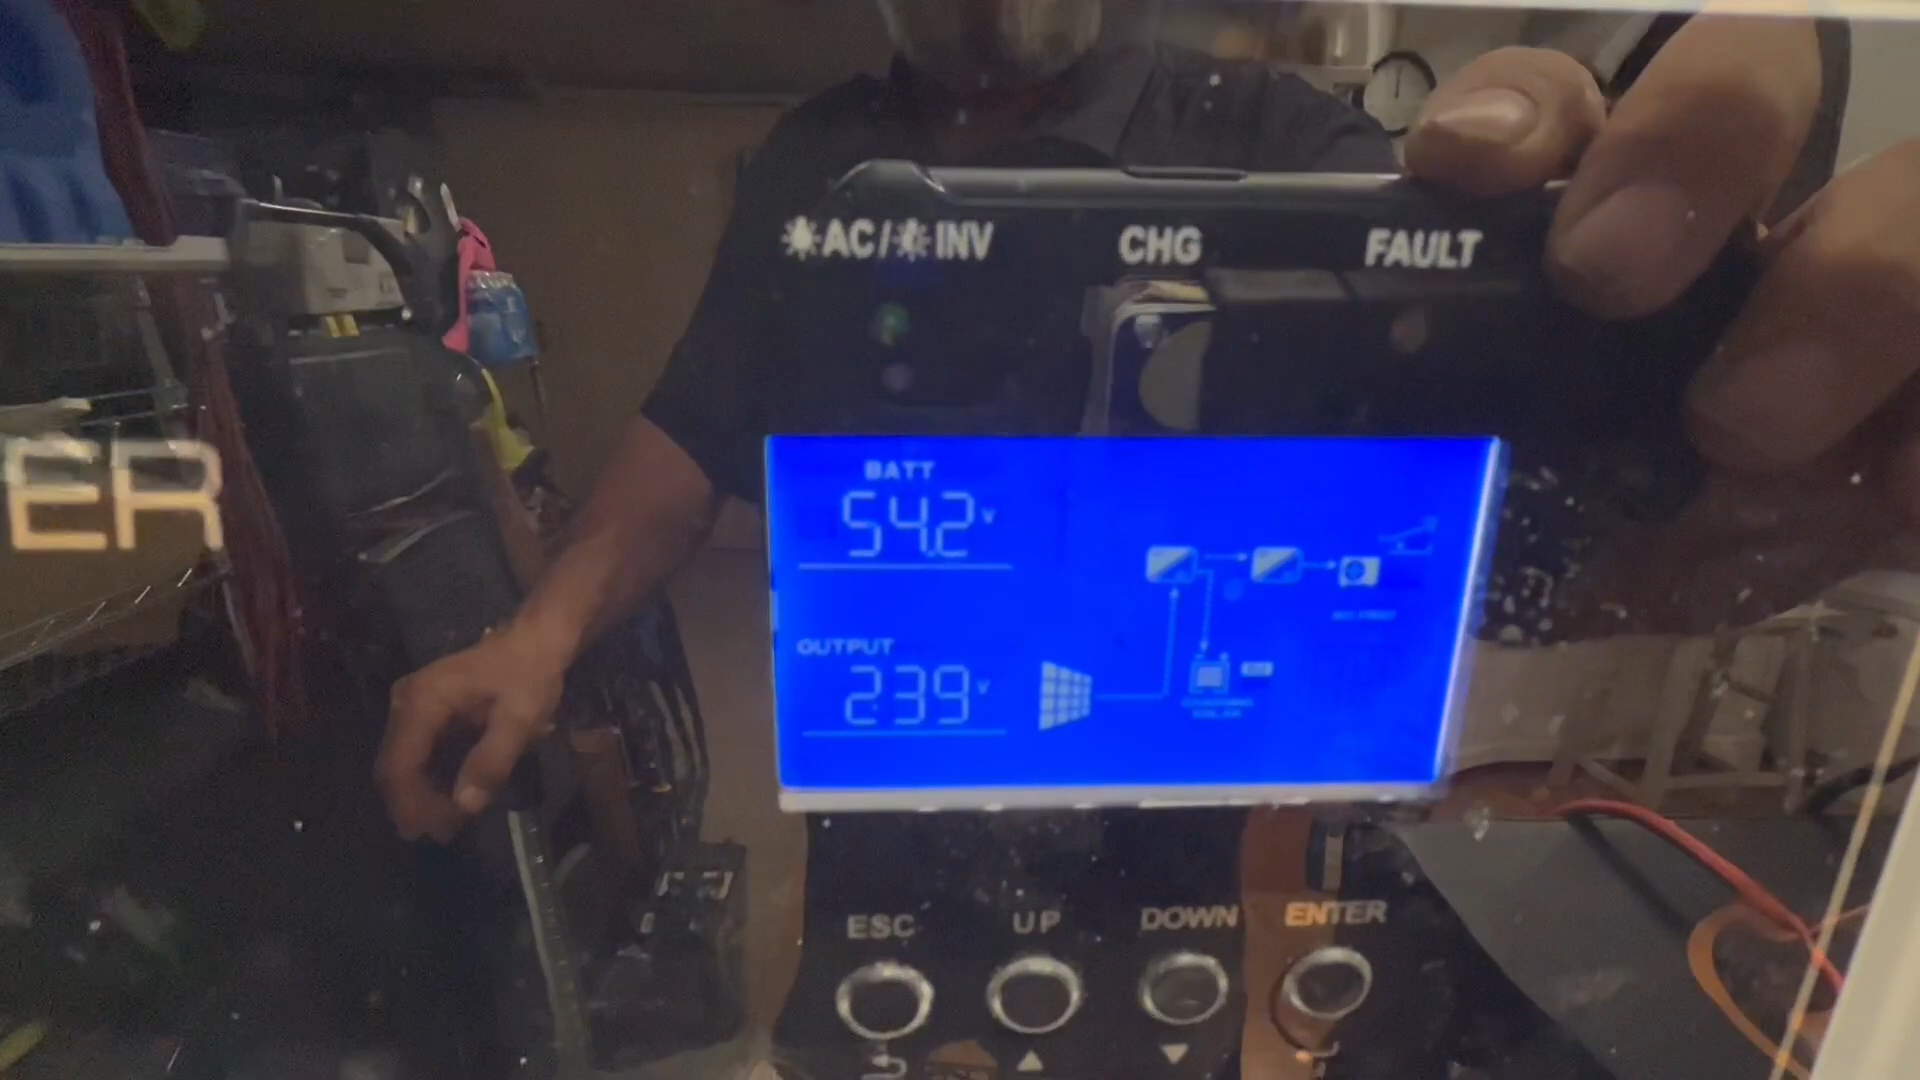 ☀AC/☀INV CHG FAULT
ER
BATT
54.2V
OUTPUT
239V
ESC UP DOWN ENTER